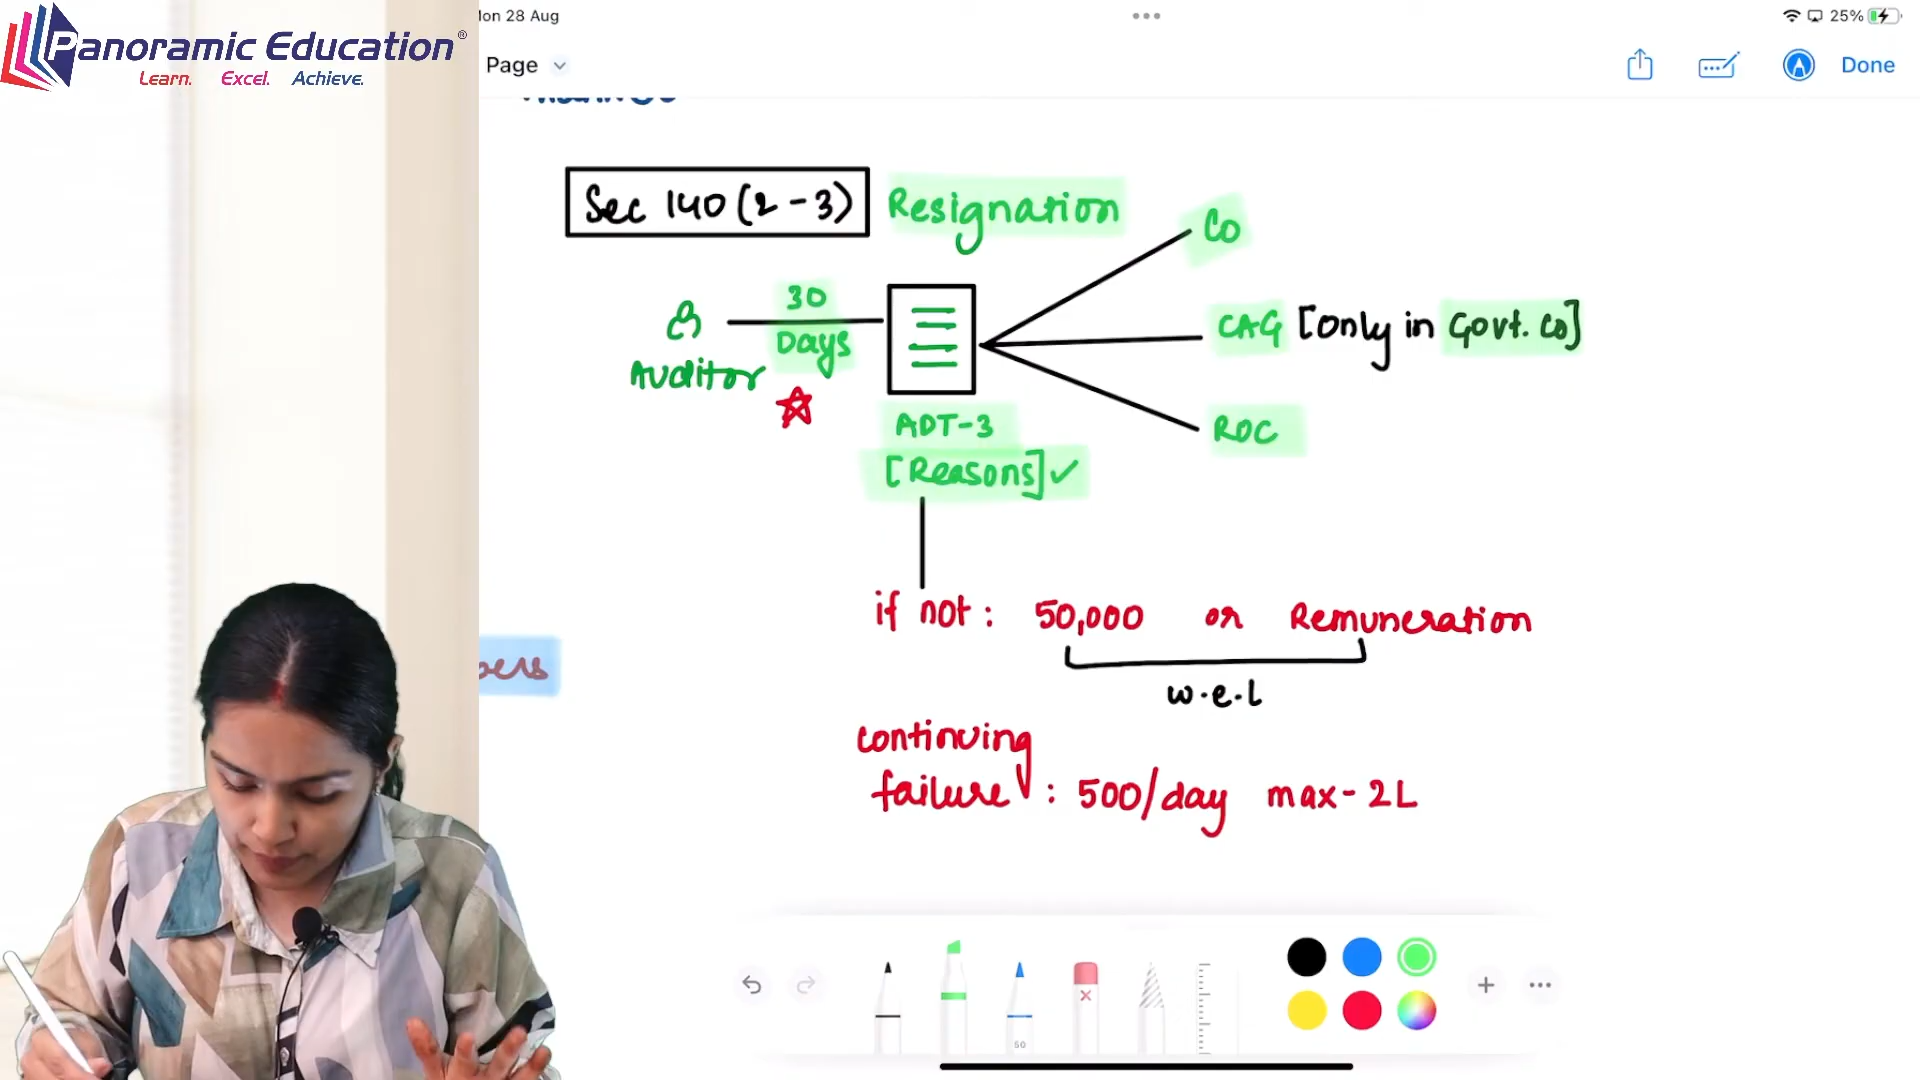 Panoramic Education®
Learn. Excel. Achieve.
Mon 28 Aug
25%
Page
Done
Sec 140 (2-3)
Resignation
Co
30
Days
Auditor
CAG [only in Govt. Co]
ROC
ADT-3
[Reasons] ✓
if not: 50,000 or Remuneration
w.e.l
continuing
failure: 500/day max- 2L
50